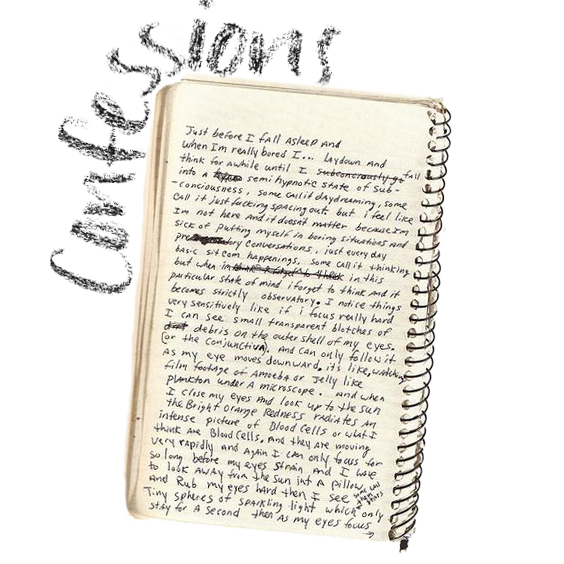 Confessions
Just before I fall Asleep And
when Im really bored I... laydown And
think for awhile until I subconciously go fall
into a semi hypnotic state of sub-
-conciousness, some call it daydreaming, some
call it just fucking spacing out but i feel like
Im not here And it doesnt matter because Im
sick of putting myself in boring situations and
conversations, just every day
basic sitcom happenings, some call it thinking
but when im in this
particular state of mind i forget to think and it
becomes strictly observatory. I notice things
very sensitively like if i focus really hard
I can see small transparent blotches of
debris on the outer shell of my eyes.
(or the conjunctiva). And can only follow it
As my eye moves downward, its like, watching
film footage of Amoeba or Jelly like
plankton under A microscope. And when
I close my eyes And look up to the sun
the Bright orange Redness radiates An
intense picture of Blood Cells or what I
think are Blood Cells. And they are moving
very rapidly and Again I can only focus for
so long before my eyes strain and I have
to look AwAy from the sun into a pillow
And Rub my eyes hard then I see some call them stars
Tiny spheres of sparkling light which only
stay for A second then As my eyes focus